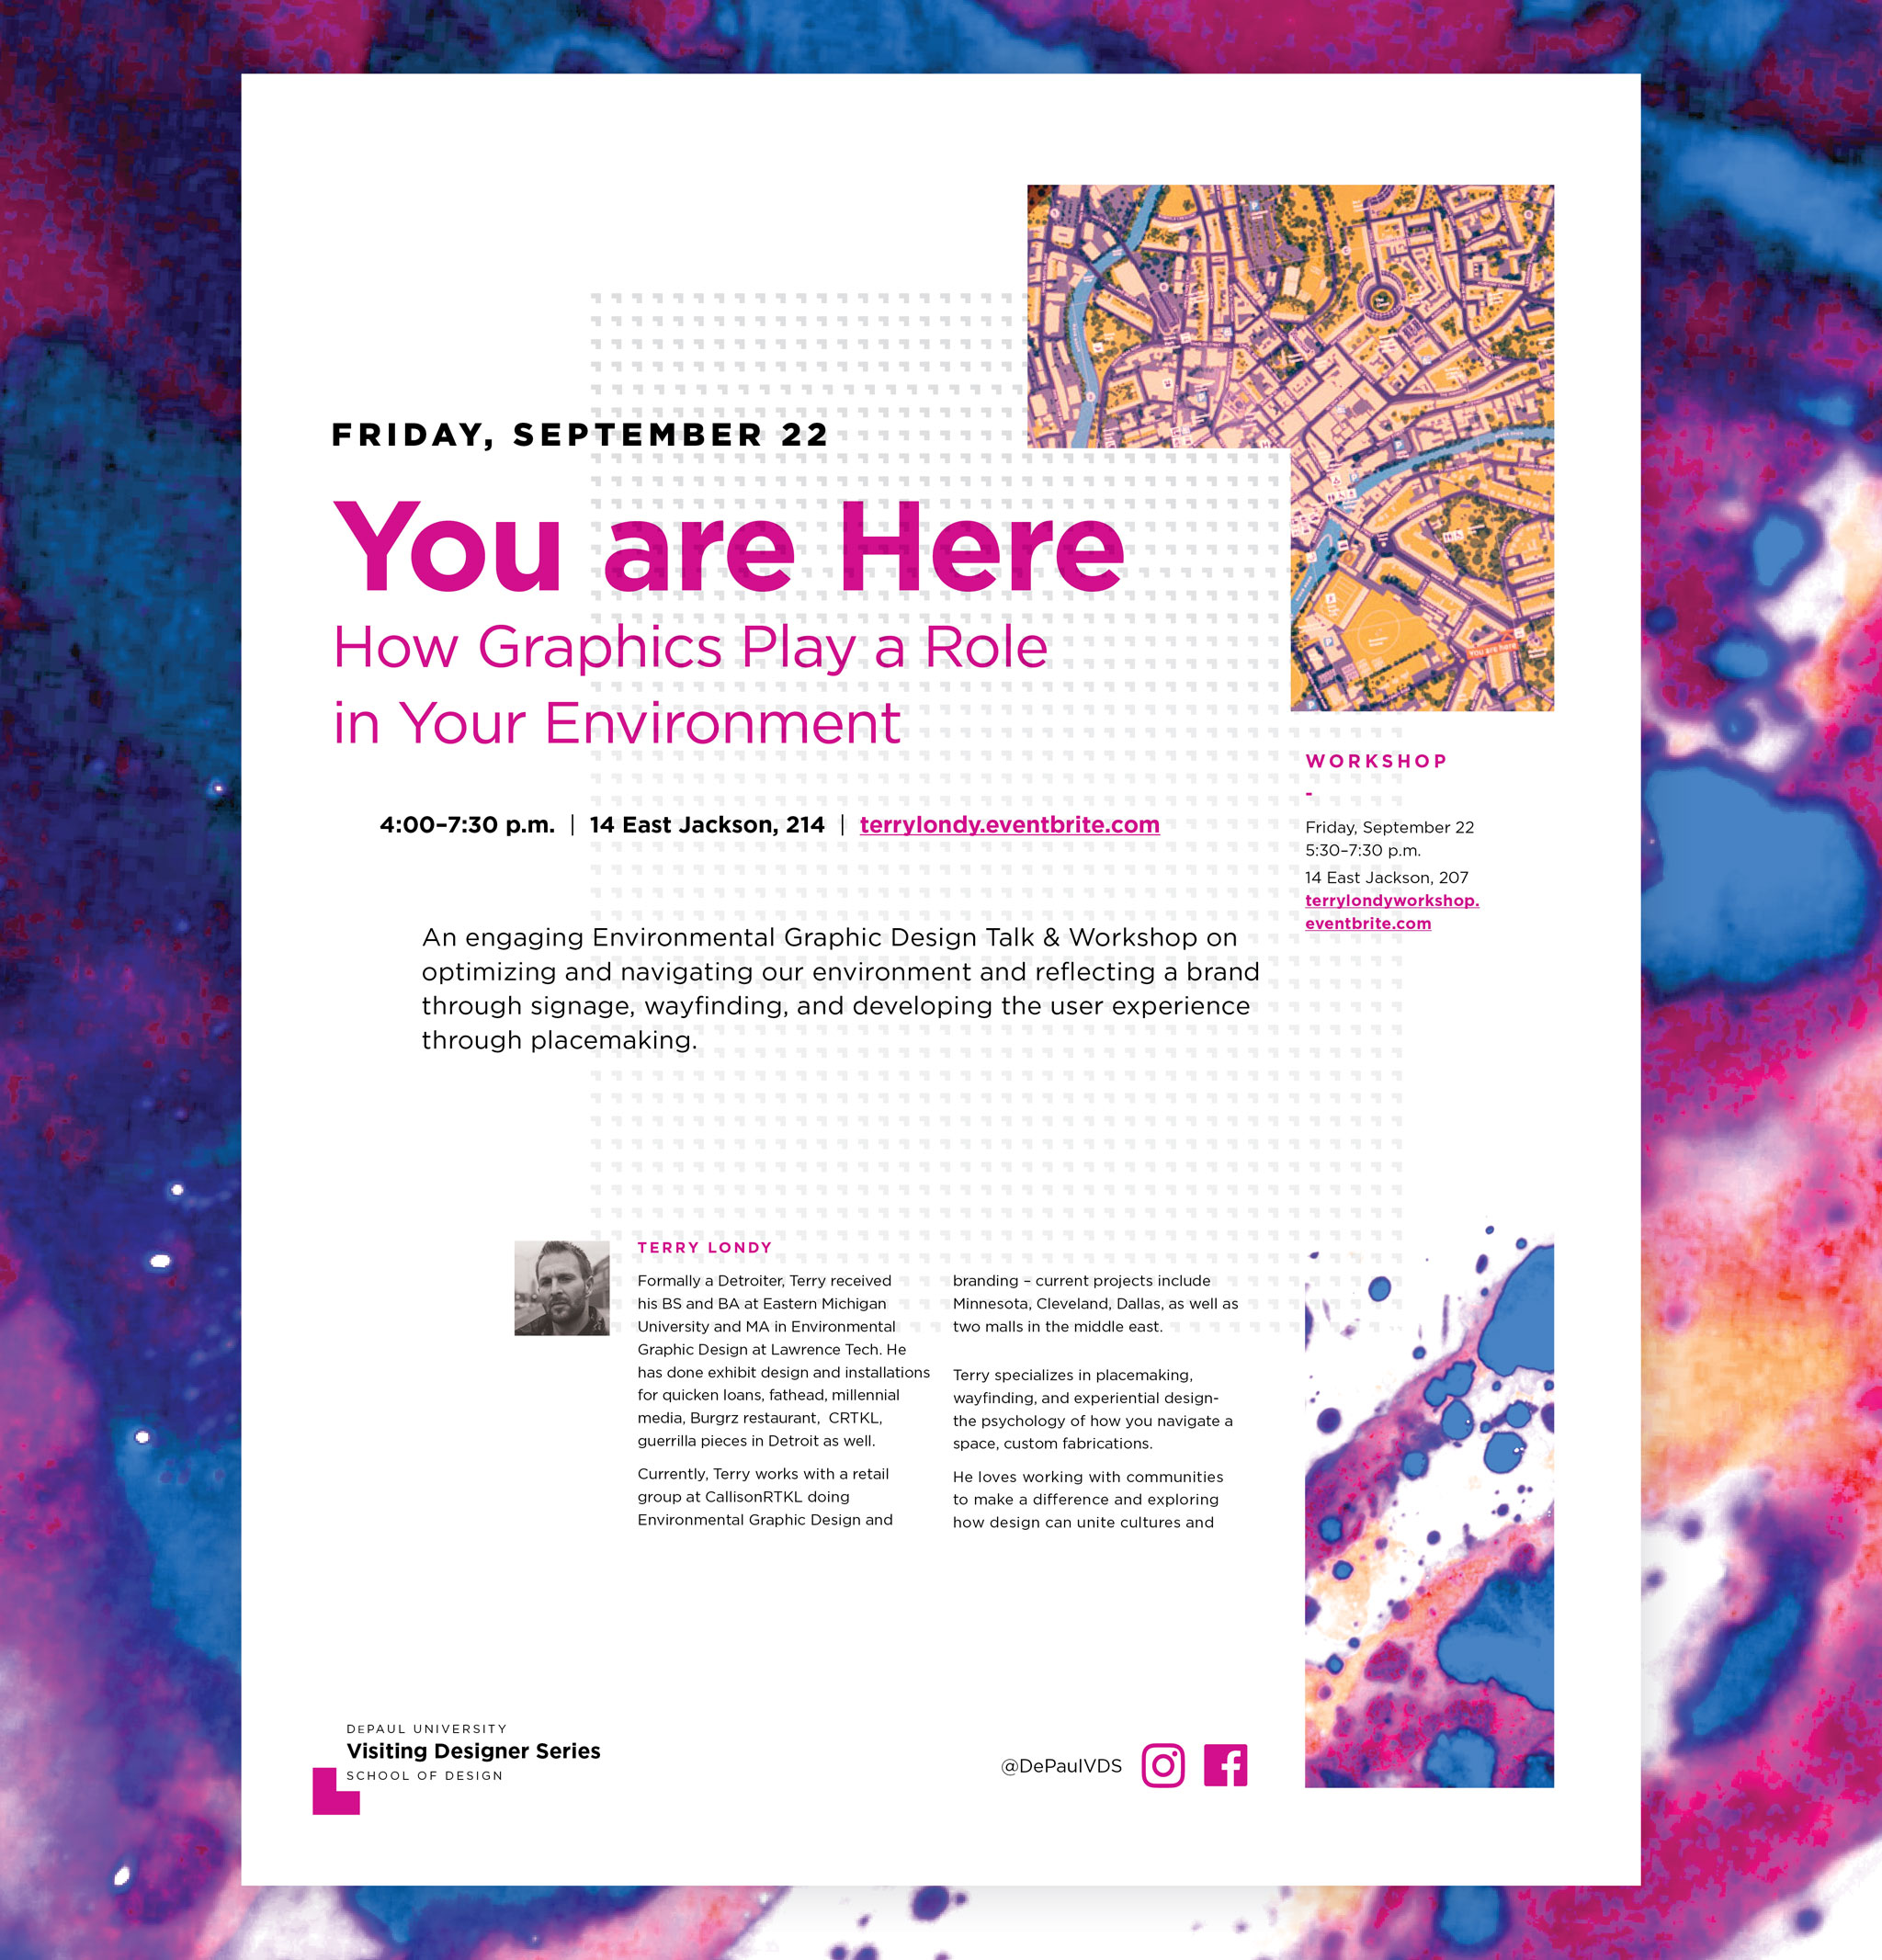 FRIDAY, SEPTEMBER 22
You are Here
How Graphics Play a Role
in Your Environment
4:00–7:30 p.m. | 14 East Jackson, 214 | terrylondy.eventbrite.com
An engaging Environmental Graphic Design Talk & Workshop on
optimizing and navigating our environment and reflecting a brand
through signage, wayfinding, and developing the user experience
through placemaking.
You are here
WORKSHOP
-
Friday, September 22
5:30–7:30 p.m.
14 East Jackson, 207
terrylondyworkshop.
eventbrite.com
TERRY LONDY
Formally a Detroiter, Terry received
his BS and BA at Eastern Michigan
University and MA in Environmental
Graphic Design at Lawrence Tech. He
has done exhibit design and installations
for quicken loans, fathead, millennial
media, Burgrz restaurant,  CRTKL,
guerrilla pieces in Detroit as well.
Currently, Terry works with a retail
group at CallisonRTKL doing
Environmental Graphic Design and
branding – current projects include
Minnesota, Cleveland, Dallas, as well as
two malls in the middle east.
Terry specializes in placemaking,
wayfinding, and experiential design-
the psychology of how you navigate a
space, custom fabrications.
He loves working with communities
to make a difference and exploring
how design can unite cultures and
DEPAUL UNIVERSITY
Visiting Designer Series
SCHOOL OF DESIGN
@DePaulVDS